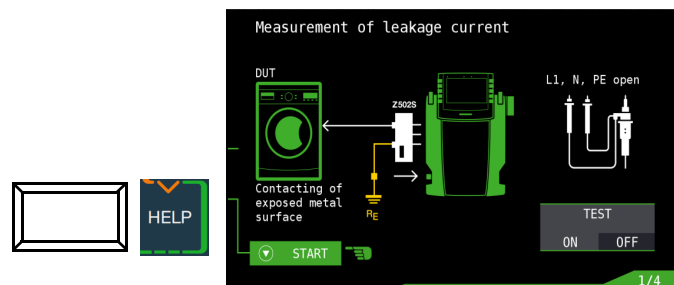 Measurement of leakage current
DUT
L1, N, PE open
Z502S
Contacting of
exposed metal
surface
RE
HELP
TEST
ON OFF
START
1/4